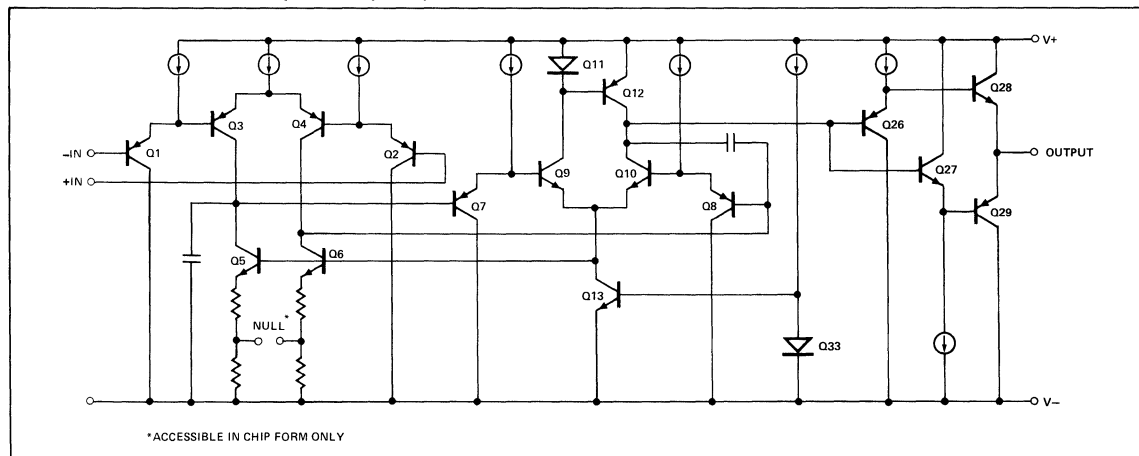 V+
Q11
Q12
Q28
Q3
Q4
Q26
-IN
Q1
Q2
OUTPUT
+IN
Q9
Q10
Q27
Q7
Q8
Q29
Q5
Q6
Q13
NULL*
Q33
V-
*ACCESSIBLE IN CHIP FORM ONLY